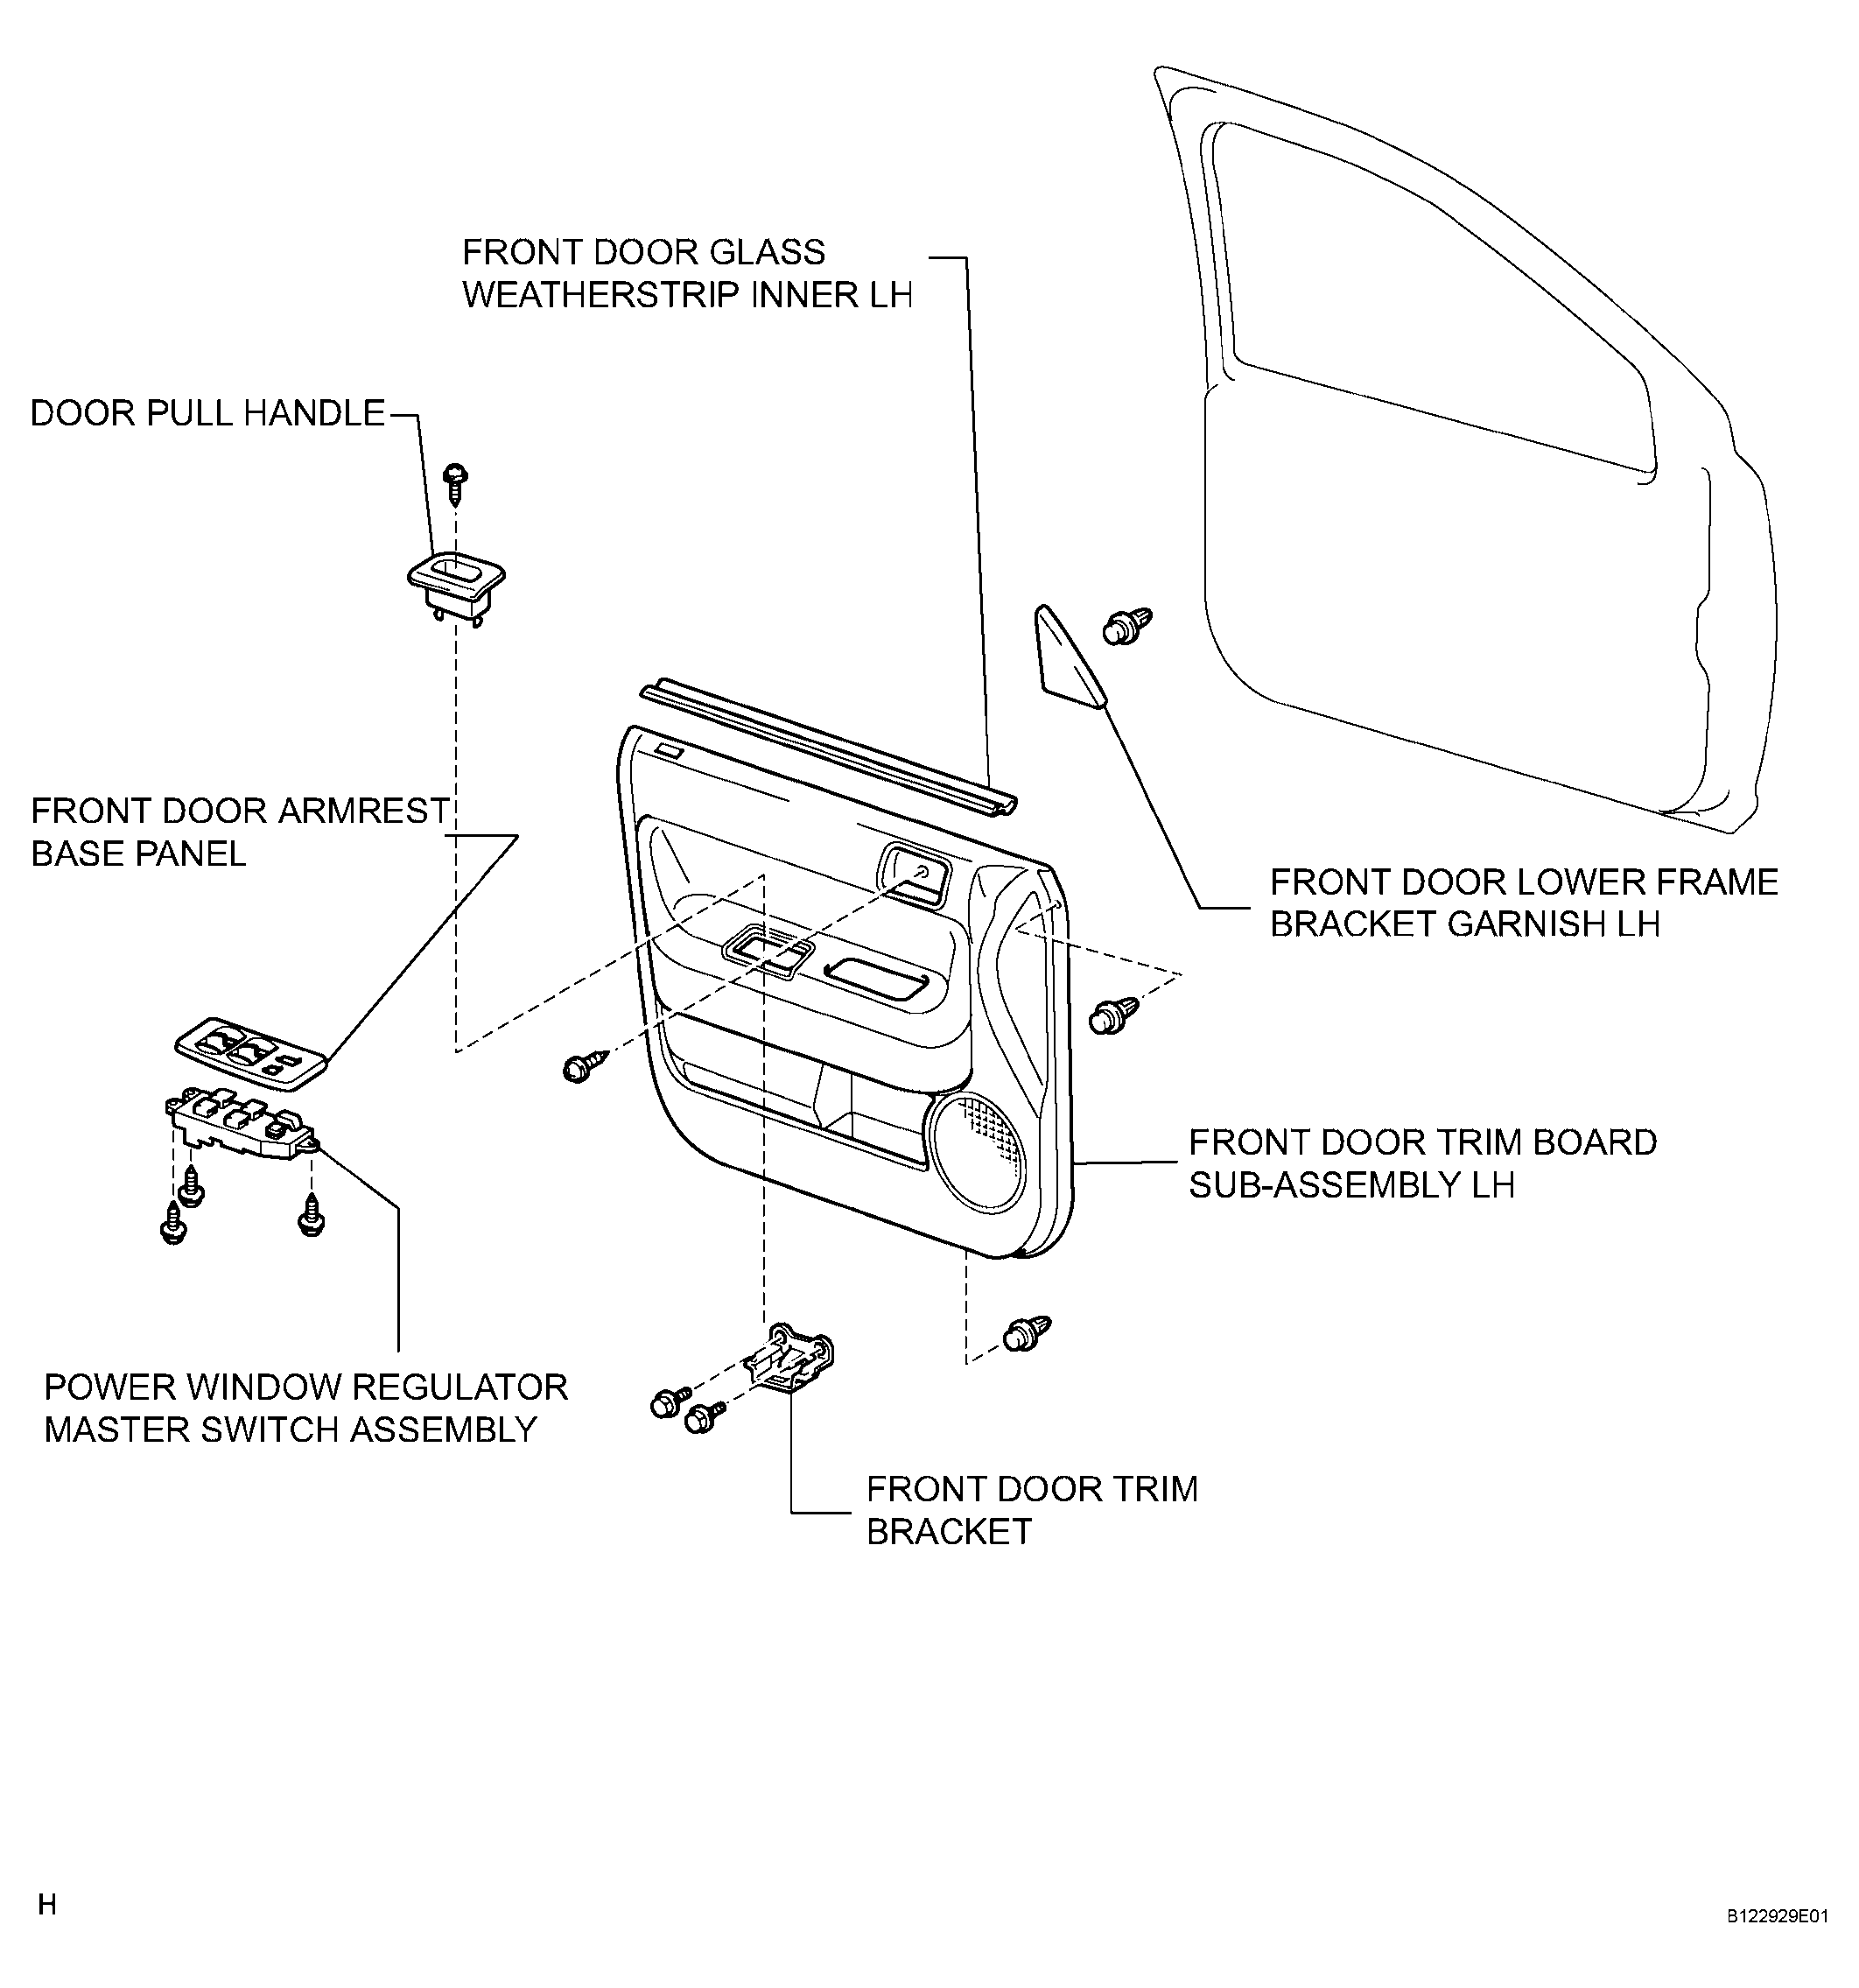 FRONT DOOR GLASS
WEATHERSTRIP INNER LH
DOOR PULL HANDLE
FRONT DOOR ARMREST
BASE PANEL
FRONT DOOR LOWER FRAME
BRACKET GARNISH LH
FRONT DOOR TRIM BOARD
SUB-ASSEMBLY LH
POWER WINDOW REGULATOR
MASTER SWITCH ASSEMBLY
FRONT DOOR TRIM
BRACKET
H
B122929E01